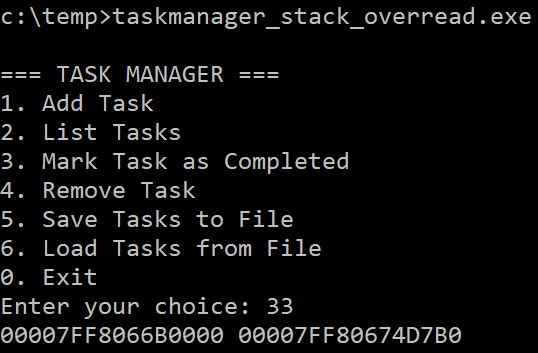 c:\temp>taskmanager_stack_overread.exe
=== TASK MANAGER ===
1. Add Task
2. List Tasks
3. Mark Task as Completed
4. Remove Task
5. Save Tasks to File
6. Load Tasks from File
0. Exit
Enter your choice: 33
00007FF8066B0000 00007FF80674D7B0